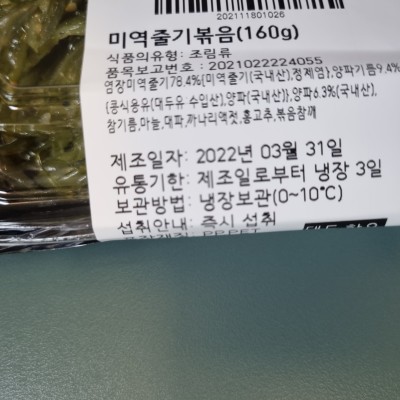 202111801026
미역줄기볶음(160g)
식품의유형: 조림류
품목보고번호 : 2021022224055
염장미역줄기78.4%{미역줄기(국내산),정제염},양파기름9.4%
{콩식용유(대두유 수입산),양파(국내산)},양파6.3%(국내산),
참기름,마늘,대파,까나리액젓,홍고추,볶음참깨
제조일자: 2022년 03월 31일
유통기한: 제조일로부터 냉장 3일
보관방법: 냉장보관(0~10℃)
섭취안내: 즉시 섭취